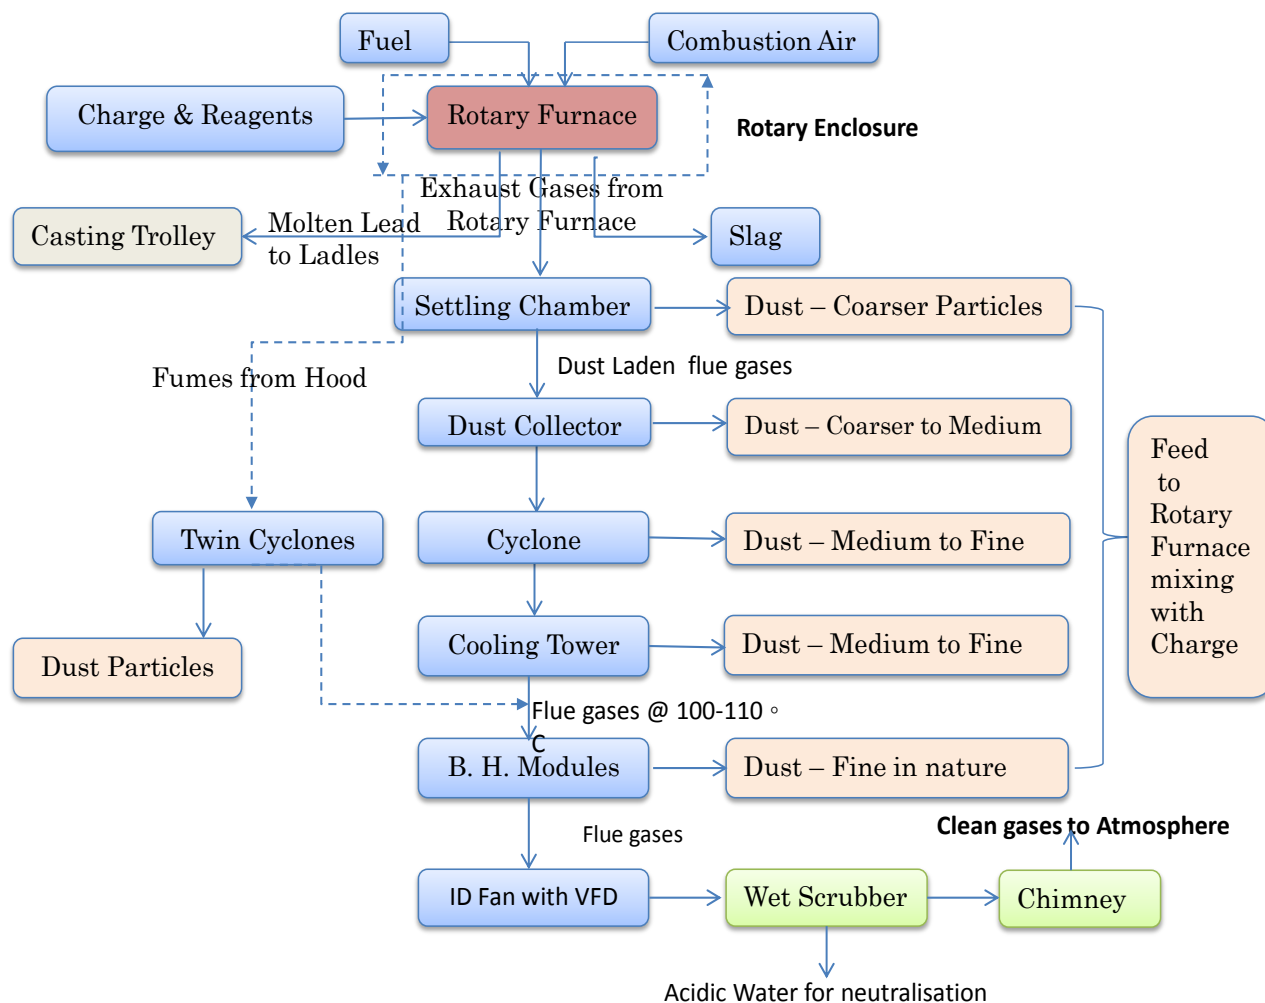 Fuel
Combustion Air
Charge & Reagents
Rotary Furnace
Rotary Enclosure
Exhaust Gases from
Rotary Furnace
Casting Trolley
Molten Lead
to Ladles
Slag
Settling Chamber
Dust – Coarser Particles
Dust Laden flue gases
Fumes from Hood
Dust Collector
Dust – Coarser to Medium
Feed
to
Rotary
Furnace
mixing
with
Charge
Twin Cyclones
Cyclone
Dust – Medium to Fine
Cooling Tower
Dust – Medium to Fine
Dust Particles
Flue gases @ 100-110 °
C
B. H. Modules
Dust – Fine in nature
Flue gases
Clean gases to Atmosphere
ID Fan with VFD
Wet Scrubber
Chimney
Acidic Water for neutralisation